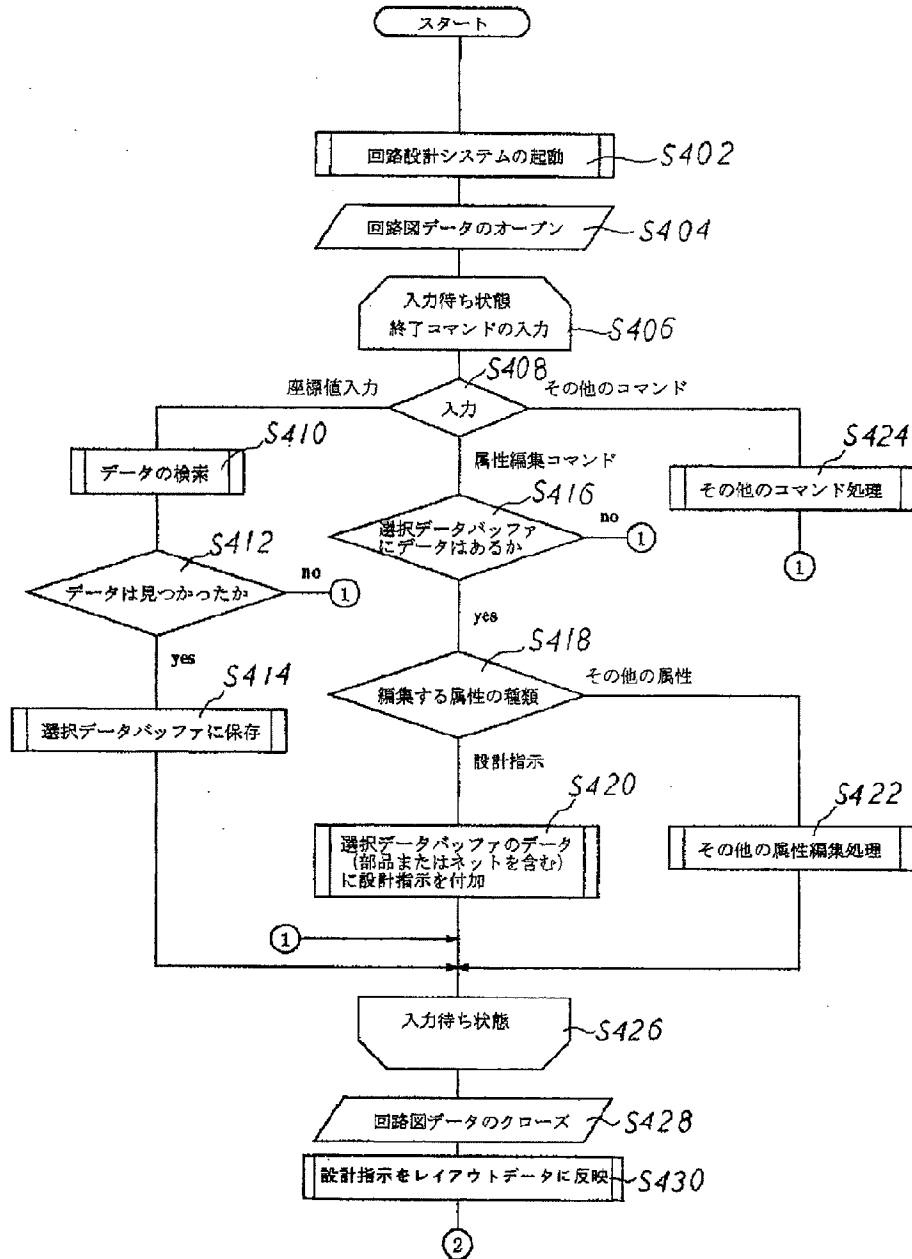 スタート
回路設計システムの起動
S402
回路図データのオープン
S404
入力待ち状態
終了コマンドの入力
S406
S408
座標値入力
入力
その他のコマンド
S410
データの検索
属性編集コマンド
S424
その他のコマンド処理
S416
選択データバッファ
にデータはあるか
no
①
①
S412
データは見つかったか
no
①
yes
yes
S414
選択データバッファに保存
S418
編集する属性の種類
その他の属性
設計指示
S420
選択データバッファのデータ
(部品またはネットを含む)
に設計指示を付加
S422
その他の属性編集処理
①
入力待ち状態
S426
回路図データのクローズ
S428
設計指示をレイアウトデータに反映
S430
②